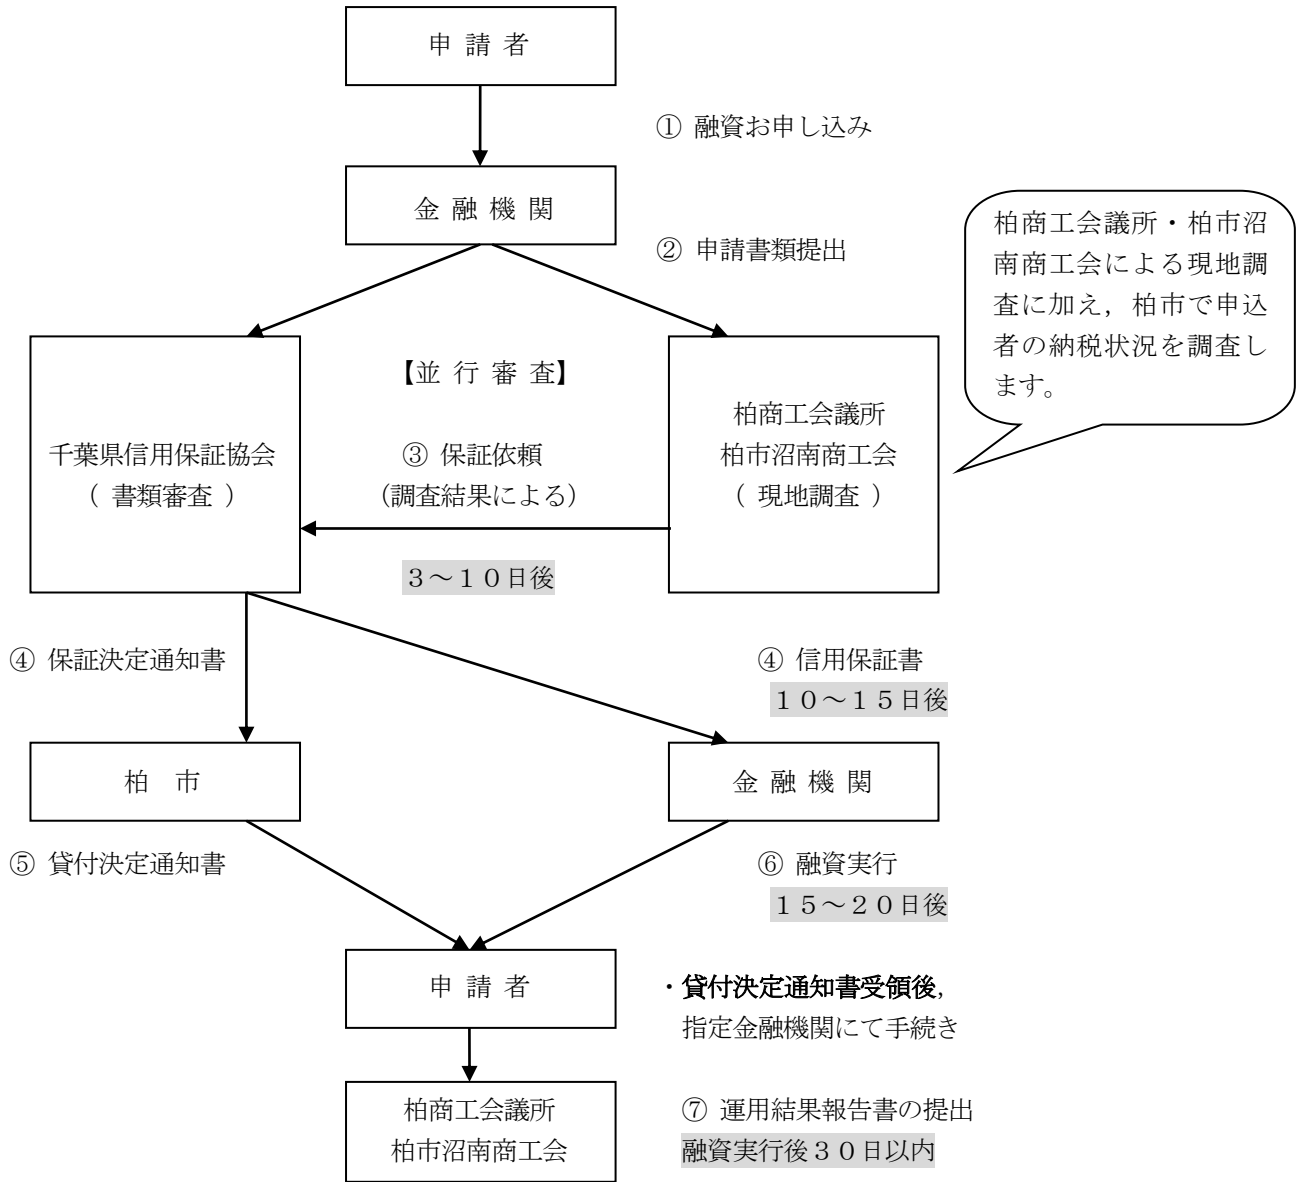 申 請 者
① 融資お申し込み
金 融 機 関
② 申請書類提出
柏商工会議所・柏市沼
南商工会による現地調
査に加え，柏市で申込
者の納税状況を調査し
ます。
【並 行 審 査】
千葉県信用保証協会
（ 書類審査 ）
③ 保証依頼
（調査結果による）
柏商工会議所
柏市沼南商工会
（ 現地調査 ）
３～１０日後
④ 保証決定通知書
④ 信用保証書
１０～１５日後
柏　市
金 融 機 関
⑤ 貸付決定通知書
⑥ 融資実行
１５～２０日後
申 請 者
・貸付決定通知書受領後，
指定金融機関にて手続き
柏商工会議所
柏市沼南商工会
⑦ 運用結果報告書の提出
融資実行後３０日以内